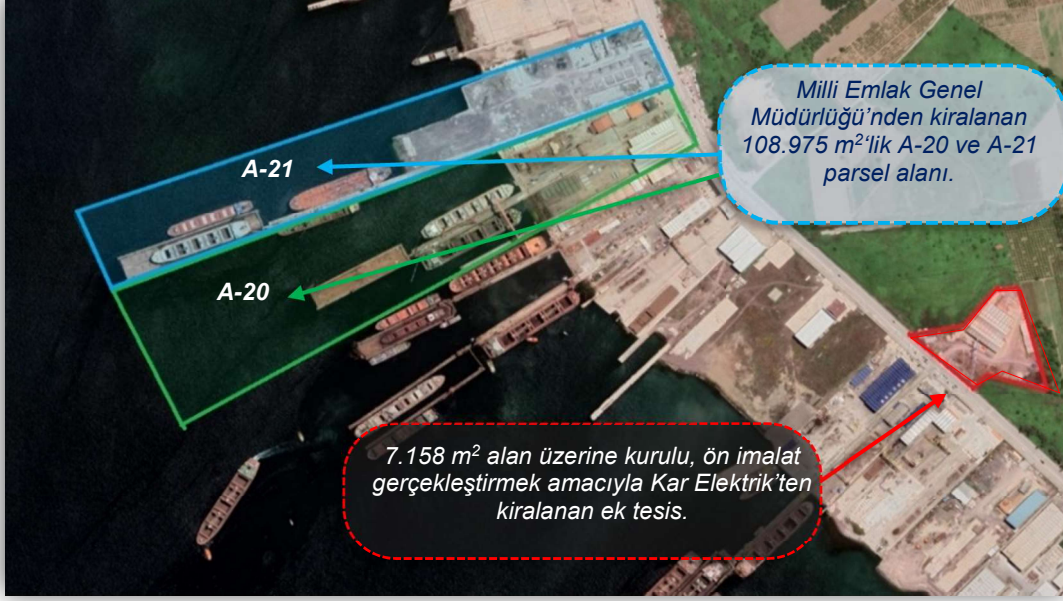 Milli Emlak Genel
Müdürlüğü’nden kiralanan
108.975 m²‘lik A-20 ve A-21
parsel alanı.
A-21
A-20
7.158 m² alan üzerine kurulu, ön imalat
gerçekleştirmek amacıyla Kar Elektrik’ten
kiralanan ek tesis.